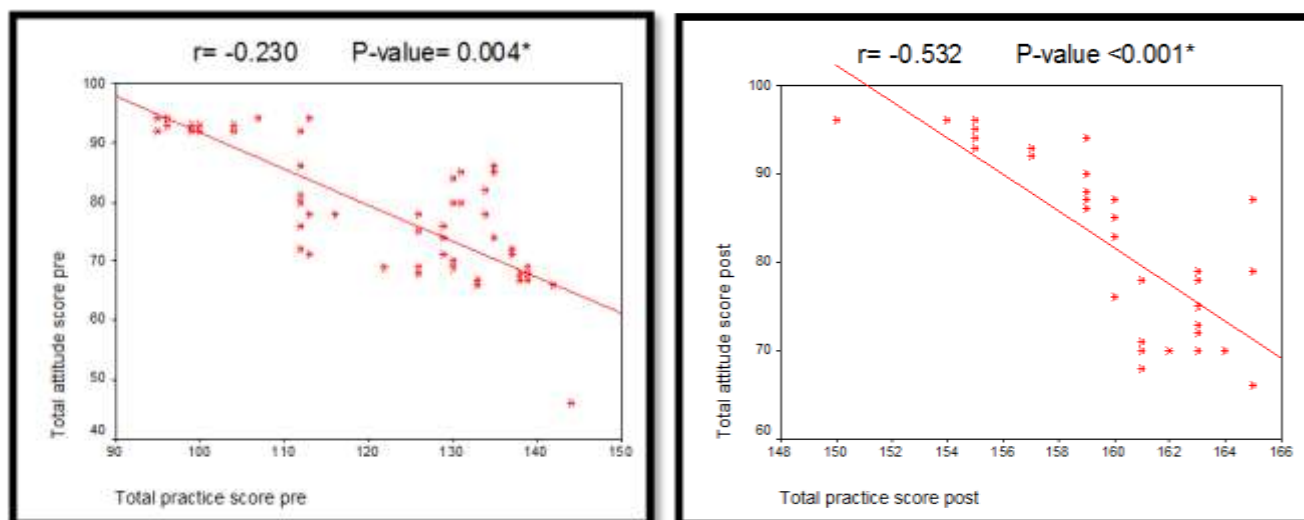 r= -0.230 P-value= 0.004*
100
90
80
70
60
50
40
90 100 110 120 130 140 150
Total attitude score pre
Total practice score pre
r= -0.532 P-value <0.001*
100
90
80
70
60
148 150 152 154 156 158 160 162 164 166
Total attitude score post
Total practice score post